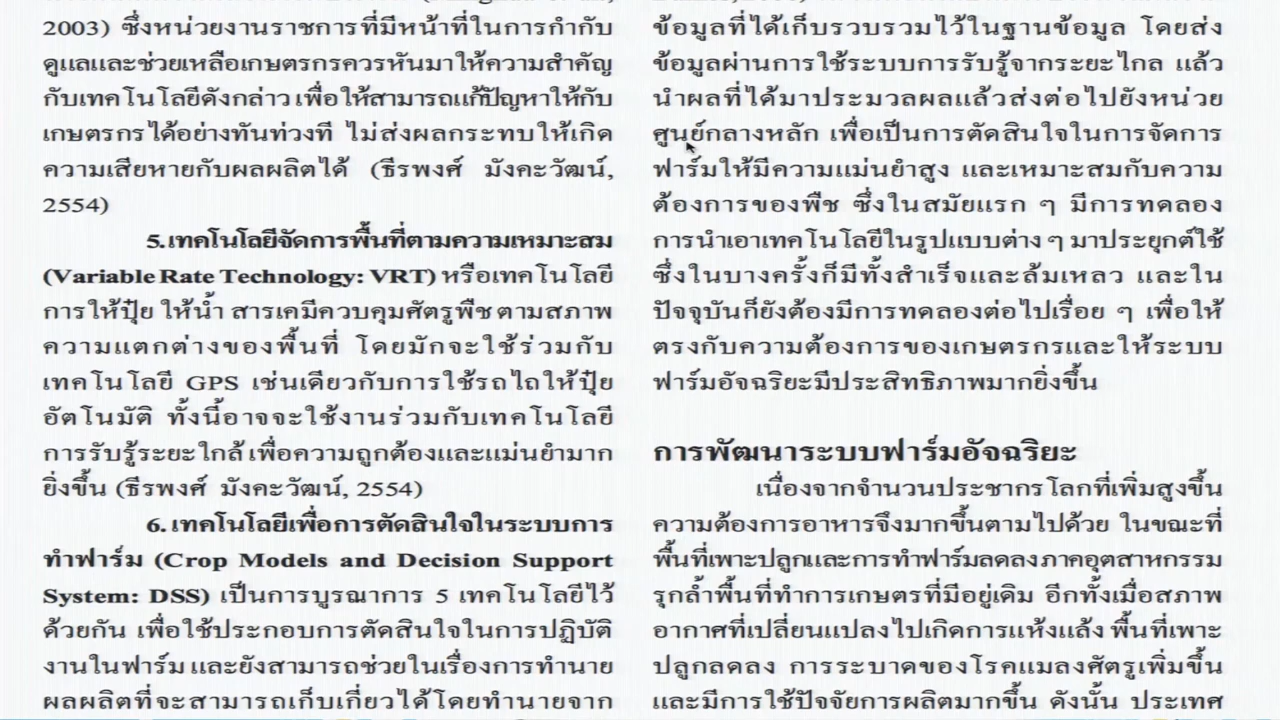 2003) ซึ่งหน่วยงานราชการที่มีหน้าที่ในการกำกับ
ดูแลและช่วยเหลือเกษตรกรควรหันมาให้ความสำคัญ
กับเทคโนโลยีดังกล่าว เพื่อให้สามารถแก้ปัญหาให้กับ
เกษตรกรได้อย่างทันท่วงที ไม่ส่งผลกระทบให้เกิด
ความเสียหายกับผลผลิตได้ (ธีรพงศ์ มังคะวัฒน์,
2554)
5. เทคโนโลยีจัดการพื้นที่ตามความเหมาะสม
(Variable Rate Technology: VRT) หรือเทคโนโลยี
การให้ปุ๋ย ให้น้ำ สารเคมีควบคุมศัตรูพืชตามสภาพ
ความแตกต่างของพื้นที่ โดยมักจะใช้ร่วมกับ
เทคโนโลยี GPS เช่นเดียวกับการใช้รถไถให้ปุ๋ย
อัตโนมัติ ทั้งนี้อาจจะใช้งานร่วมกับเทคโนโลยี
การรับรู้ระยะใกล้ เพื่อความถูกต้องและแม่นยำมาก
ยิ่งขึ้น (ธีรพงศ์ มังคะวัฒน์, 2554)
6. เทคโนโลยีเพื่อการตัดสินใจในระบบการ
ทำฟาร์ม (Crop Models and Decision Support
System: DSS) เป็นการบูรณาการ 5 เทคโนโลยีไว้
ด้วยกัน เพื่อใช้ประกอบการตัดสินใจในการปฏิบัติ
งานในฟาร์ม และยังสามารถช่วยในเรื่องการทำนาย
ผลผลิตที่จะสามารถเก็บเกี่ยวได้โดยทำนายจาก
ข้อมูลที่ได้เก็บรวบรวมไว้ในฐานข้อมูล โดยส่ง
ข้อมูลผ่านการใช้ระบบการรับรู้จากระยะไกล แล้ว
นำผลที่ได้มาประมวลผลแล้วส่งต่อไปยังหน่วย
ศูนย์กลางหลัก เพื่อเป็นการตัดสินใจในการจัดการ
ฟาร์มให้มีความแม่นยำสูง และเหมาะสมกับความ
ต้องการของพืช ซึ่งในสมัยแรก ๆ มีการทดลอง
การนำเอาเทคโนโลยีในรูปแบบต่าง ๆ มาประยุกต์ใช้
ซึ่งในบางครั้งก็มีทั้งสำเร็จและล้มเหลว และใน
ปัจจุบันก็ยังต้องมีการทดลองต่อไปเรื่อย ๆ เพื่อให้
ตรงกับความต้องการของเกษตรกรและให้ระบบ
ฟาร์มอัจฉริยะมีประสิทธิภาพมากยิ่งขึ้น
การพัฒนาระบบฟาร์มอัจฉริยะ
เนื่องจากจำนวนประชากรโลกที่เพิ่มสูงขึ้น
ความต้องการอาหารจึงมากขึ้นตามไปด้วย ในขณะที่
พื้นที่เพาะปลูกและการทำฟาร์มลดลงภาคอุตสาหกรรม
รุกล้ำพื้นที่ทำการเกษตรที่มีอยู่เดิม อีกทั้งเมื่อสภาพ
อากาศที่เปลี่ยนแปลงไปเกิดการแห้งแล้ง พื้นที่เพาะ
ปลูกลดลง การระบาดของโรคแมลงศัตรูเพิ่มขึ้น
และมีการใช้ปัจจัยการผลิตมากขึ้น ดังนั้น ประเทศ